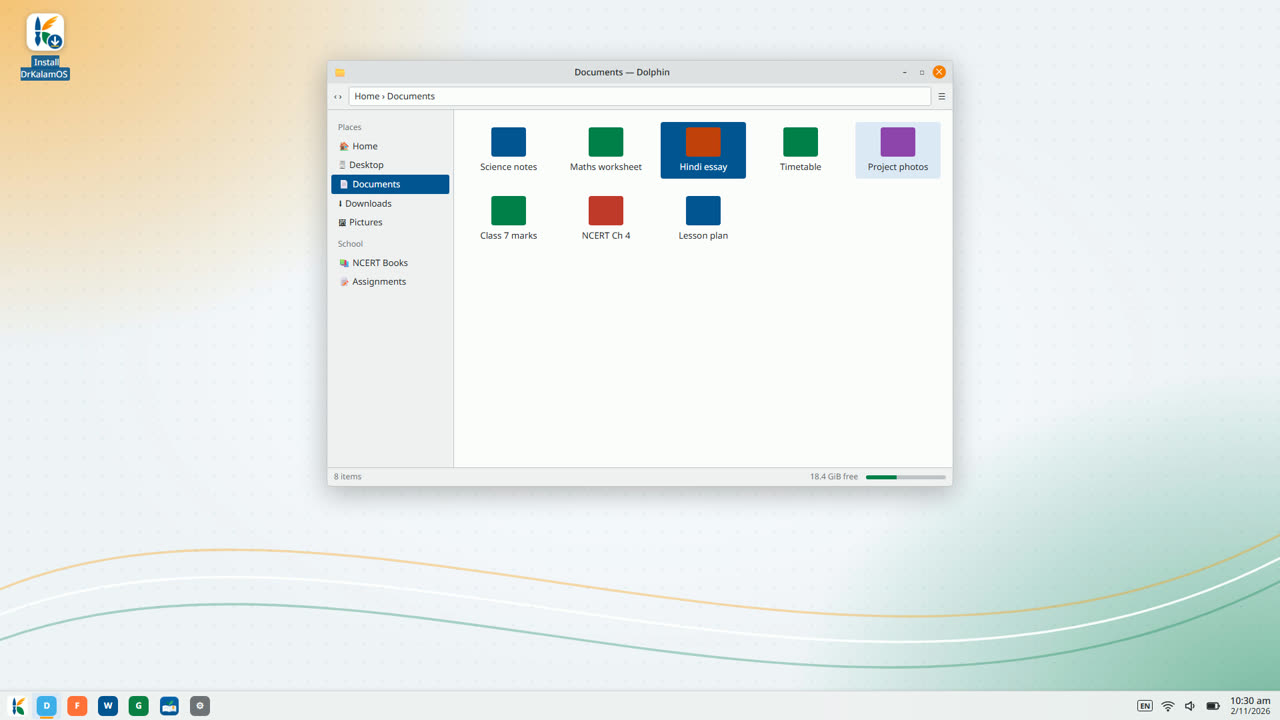 Install
DrKalamOS
Documents — Dolphin
Home › Documents
Places
Home
Desktop
Documents
Downloads
Pictures
School
NCERT Books
Assignments
Science notes
Maths worksheet
Hindi essay
Timetable
Project photos
Class 7 marks
NCERT Ch 4
Lesson plan
8 items
18.4 GiB free
D
F
W
G
EN
10:30 am
2/11/2026